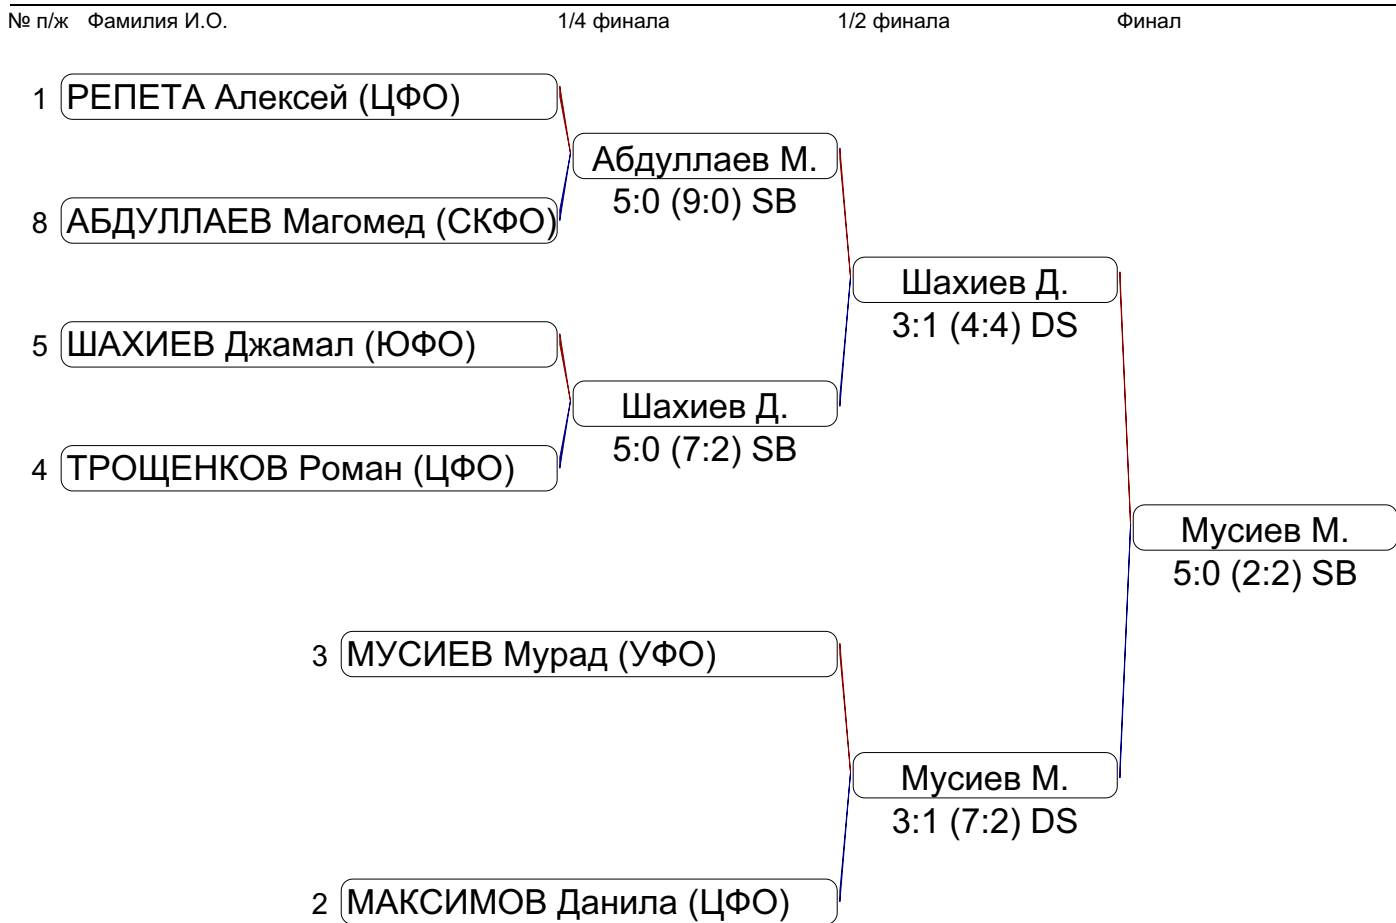 № п/ж Фамилия И.О. 1/4 финала 1/2 финала Финал
1 РЕПЕТА Алексей (ЦФО)
Абдуллаев М.
5:0 (9:0) SB
8 АБДУЛЛАЕВ Магомед (СКФО)
Шахиев Д.
3:1 (4:4) DS
5 ШАХИЕВ Джамал (ЮФО)
Шахиев Д.
5:0 (7:2) SB
4 ТРОЩЕНКОВ Роман (ЦФО)
Мусиев М.
5:0 (2:2) SB
3 МУСИЕВ Мурад (УФО)
Мусиев М.
3:1 (7:2) DS
2 МАКСИМОВ Данила (ЦФО)